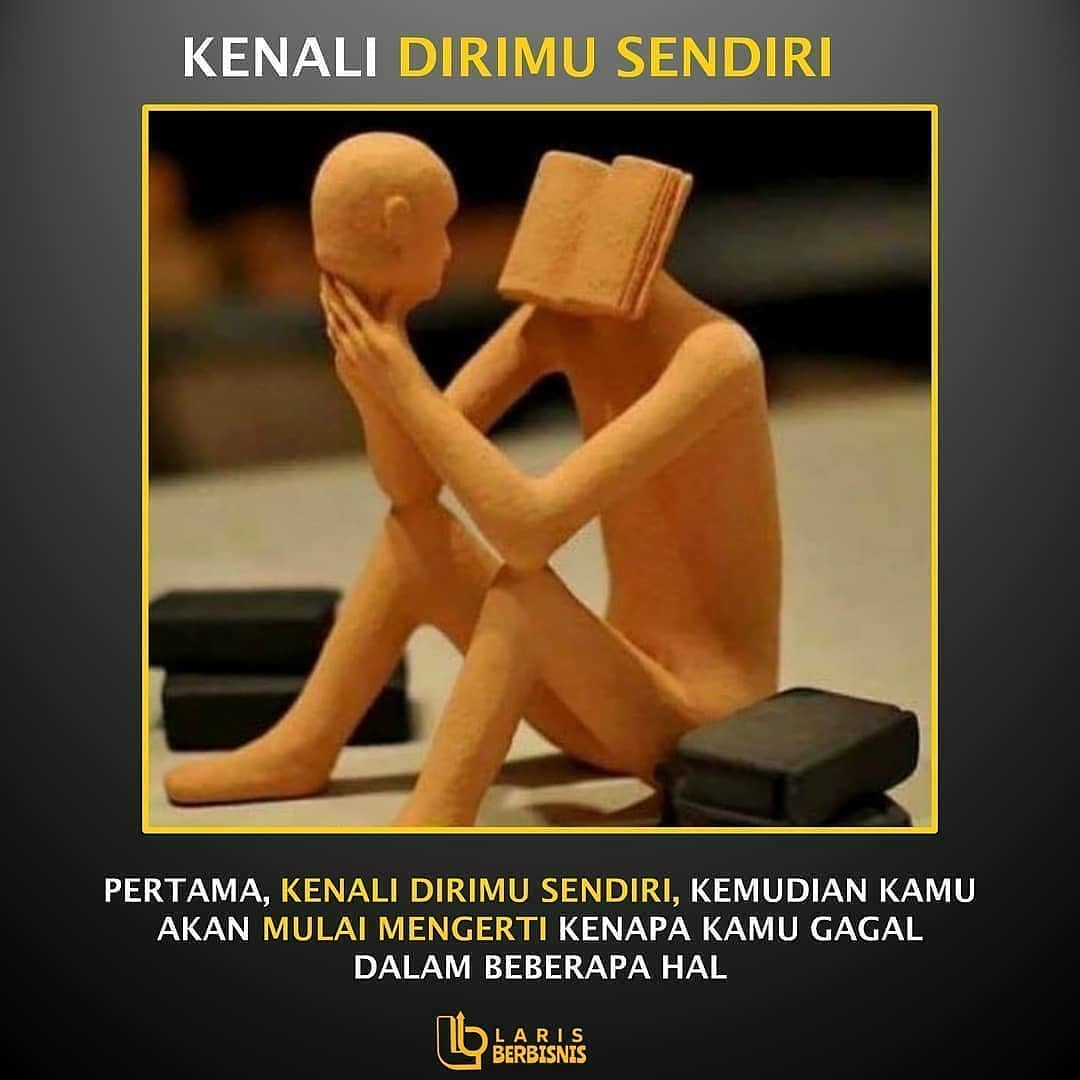 KENALI DIRIMU SENDIRI
PERTAMA, KENALI DIRIMU SENDIRI, KEMUDIAN KAMU
AKAN MULAI MENGERTI KENAPA KAMU GAGAL
DALAM BEBERAPA HAL
LARIS
BERBISNIS